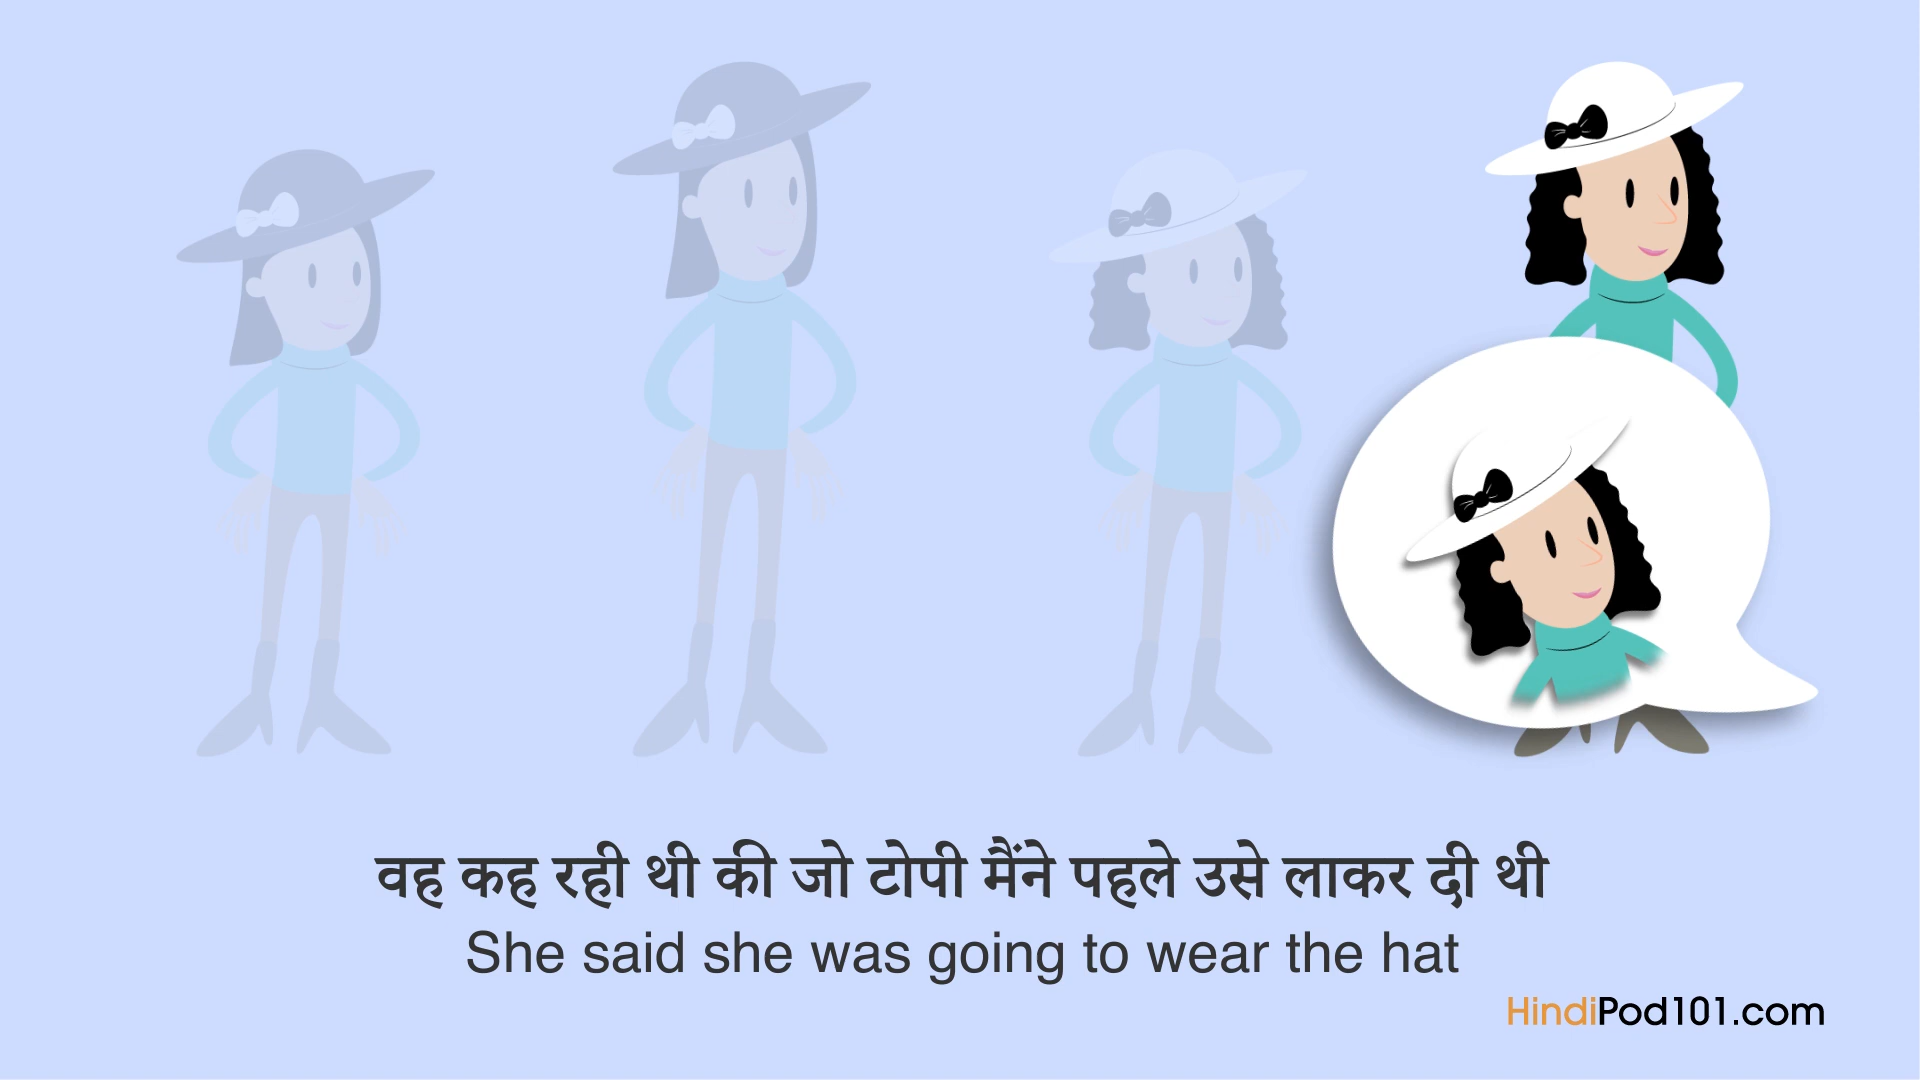 वह कह रही थी की जो टोपी मैंने पहले उसे लाकर दी थी
She said she was going to wear the hat
HindiPod101.com